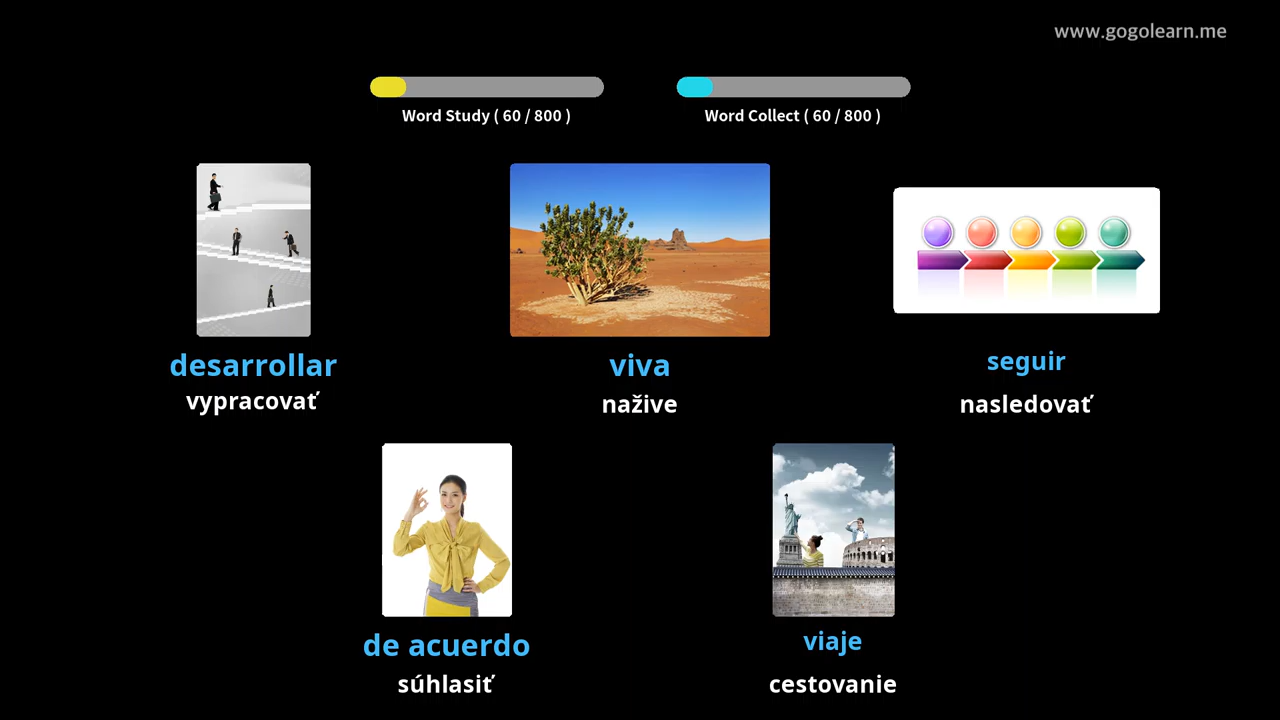 www.gogolearn.me
Word Study ( 60 / 800 )
Word Collect ( 60 / 800 )
desarrollar
vypracovať
viva
nažive
seguir
nasledovať
de acuerdo
súhlasiť
viaje
cestovanie